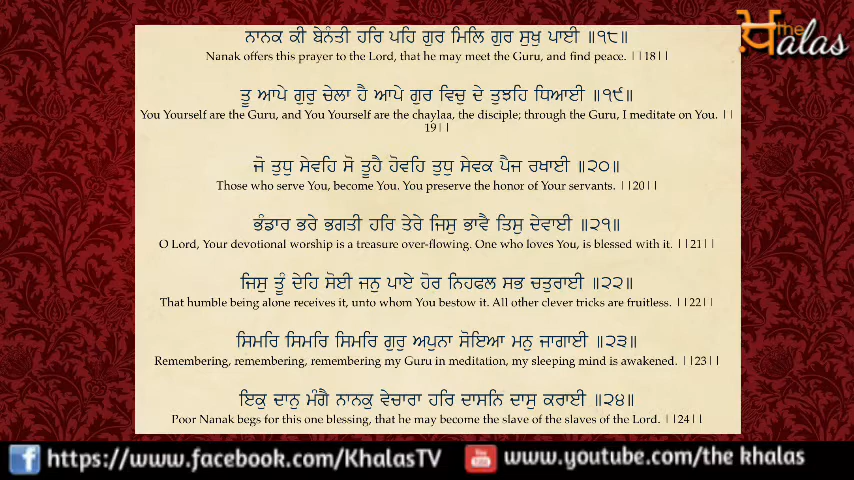 ਨਾਨਕ ਕੀ ਬੇਨੰਤੀ ਹਰਿ ਪਹਿ ਗੁਰ ਮਿਲਿ ਗੁਰ ਸੁਖੁ ਪਾਈ ॥੧੮॥
Nanak offers this prayer to the Lord, that he may meet the Guru, and find peace. ||18||
ਤੂ ਆਪੇ ਗੁਰੁ ਚੇਲਾ ਹੈ ਆਪੇ ਗੁਰ ਵਿਚੁ ਦੇ ਤੁਝਹਿ ਧਿਆਈ ॥੧੯॥
You Yourself are the Guru, and You Yourself are the chaylaa, the disciple; through the Guru, I meditate on You. ||
19||
ਜੋ ਤੁਧੁ ਸੇਵਹਿ ਸੋ ਤੂਹੈ ਹੋਵਹਿ ਤੁਧੁ ਸੇਵਕ ਪੈਜ ਰਖਾਈ ॥੨੦॥
Those who serve You, become You. You preserve the honor of Your servants. ||20||
ਭੰਡਾਰ ਭਰੇ ਭਗਤੀ ਹਰਿ ਤੇਰੇ ਜਿਸੁ ਭਾਵੈ ਤਿਸੁ ਦੇਵਾਈ ॥੨੧॥
O Lord, Your devotional worship is a treasure over-flowing. One who loves You, is blessed with it. ||21||
ਜਿਸੁ ਤੂੰ ਦੇਹਿ ਸੋਈ ਜਨੁ ਪਾਏ ਹੋਰ ਨਿਹਫਲ ਸਭ ਚਤੁਰਾਈ ॥੨੨॥
That humble being alone receives it, unto whom You bestow it. All other clever tricks are fruitless. ||22||
ਸਿਮਰਿ ਸਿਮਰਿ ਸਿਮਰਿ ਗੁਰੁ ਅਪੁਨਾ ਸੋਇਆ ਮਨੁ ਜਾਗਾਈ ॥੨੩॥
Remembering, remembering, remembering my Guru in meditation, my sleeping mind is awakened. ||23||
ਇਕੁ ਦਾਨੁ ਮੰਗੈ ਨਾਨਕੁ ਵੇਚਾਰਾ ਹਰਿ ਦਾਸਨਿ ਦਾਸੁ ਕਰਾਈ ॥੨੪॥
Poor Nanak begs for this one blessing, that he may become the slave of the slaves of the Lord. ||24||
the ਖalas
https://www.facebook.com/KhalasTV
You Tube www.youtube.com/the khalas